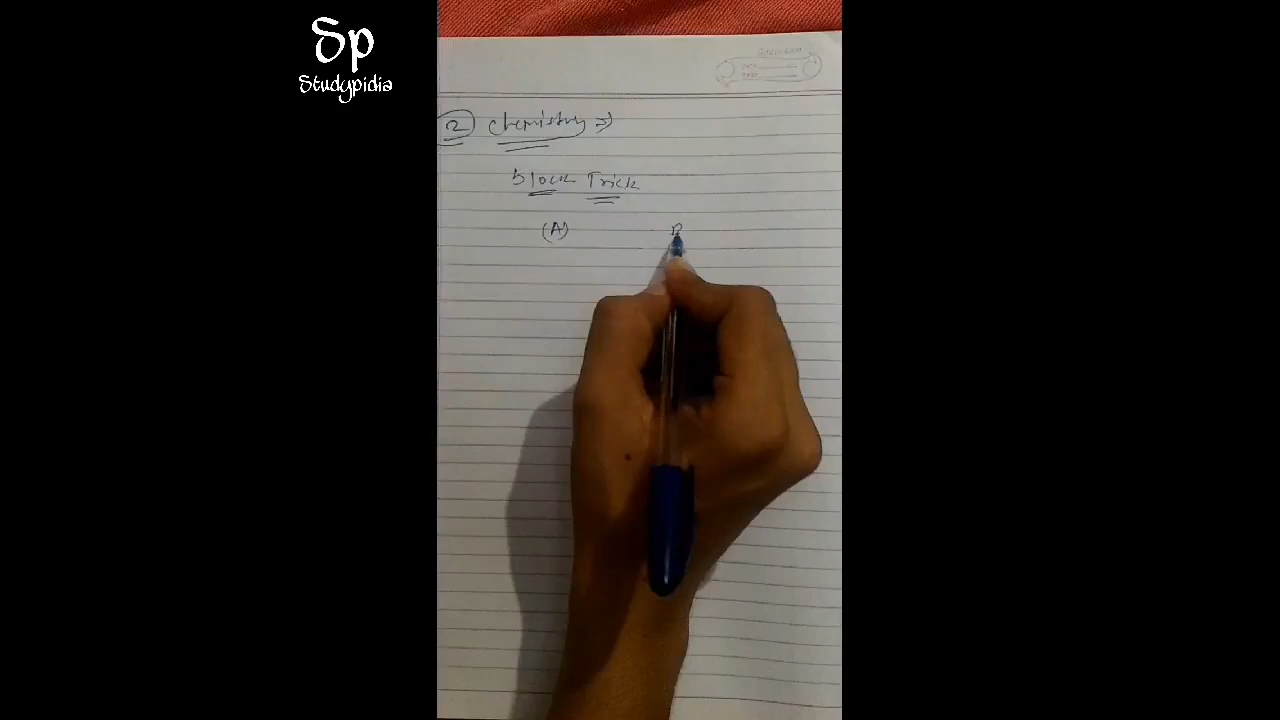 Sp
Studypidia
2 Chemistry ⇒
block Trick
(A) B